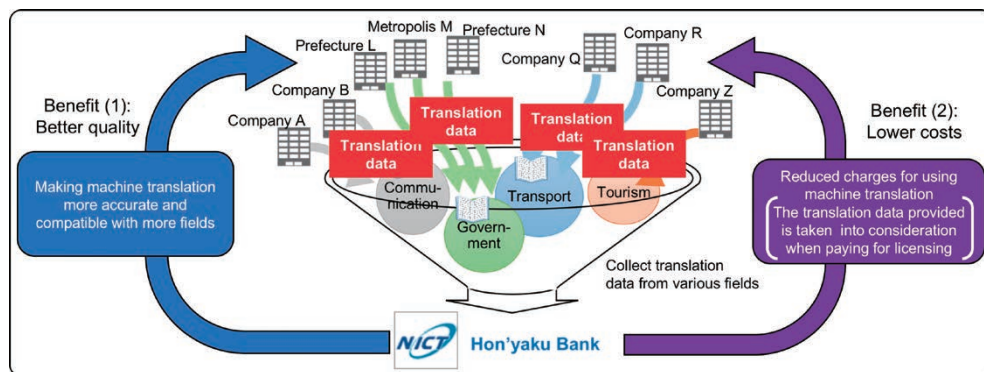 Metropolis M
Prefecture N
Prefecture L
Company Q
Company R
Company B
Company A
Company Z
Benefit (1):
Better quality
Making machine translation
more accurate and
compatible with more fields
Translation
data
Translation
data
Translation
data
Translation
data
Commu-
nication
Govern-
ment
Transport
Tourism
Collect translation
data from various fields
Benefit (2):
Lower costs
Reduced charges for using
machine translation
The translation data provided
is taken into consideration
when paying for licensing
NICT
Hon'yaku Bank